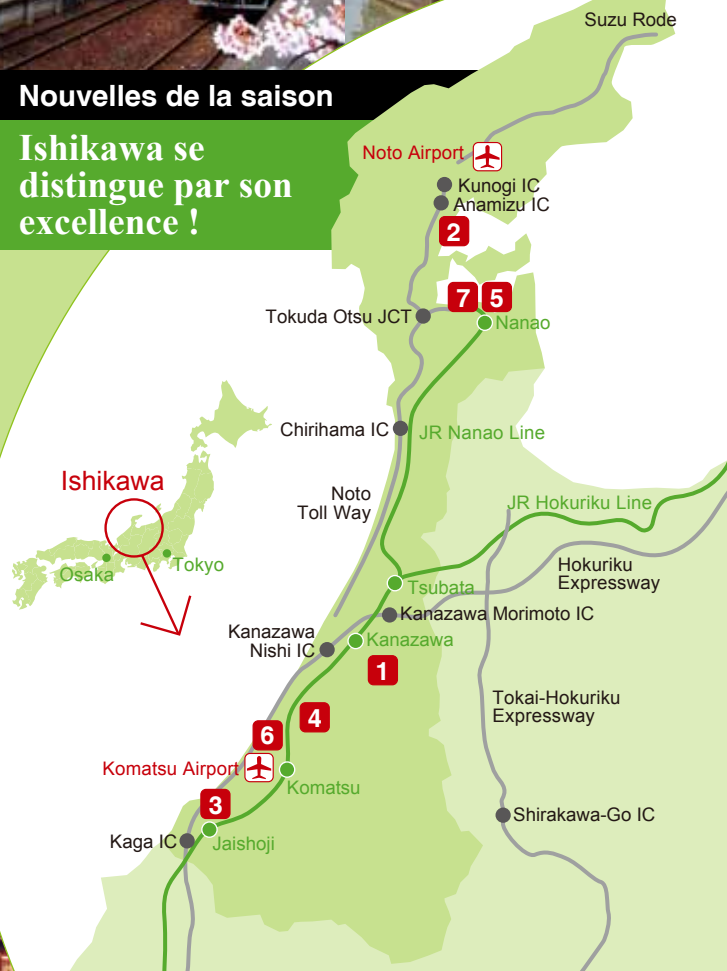 Nouvelles de la saison
Ishikawa se
distingue par son
excellence !
Suzu Rode
Noto Airport
Kunogi IC
Anamizu IC
2
7 5
Tokuda Otsu JCT
Nanao
Chirihama IC
JR Nanao Line
Ishikawa
Noto
Toll Way
JR Hokuriku Line
Osaka
Tokyo
Tsubata
Hokuriku
Expressway
Kanazawa Morimoto IC
Kanazawa
Nishi IC
Kanazawa
1
Tokai-Hokuriku
Expressway
4
6
Komatsu Airport
Komatsu
3
Kaga IC
Jaishoji
Shirakawa-Go IC